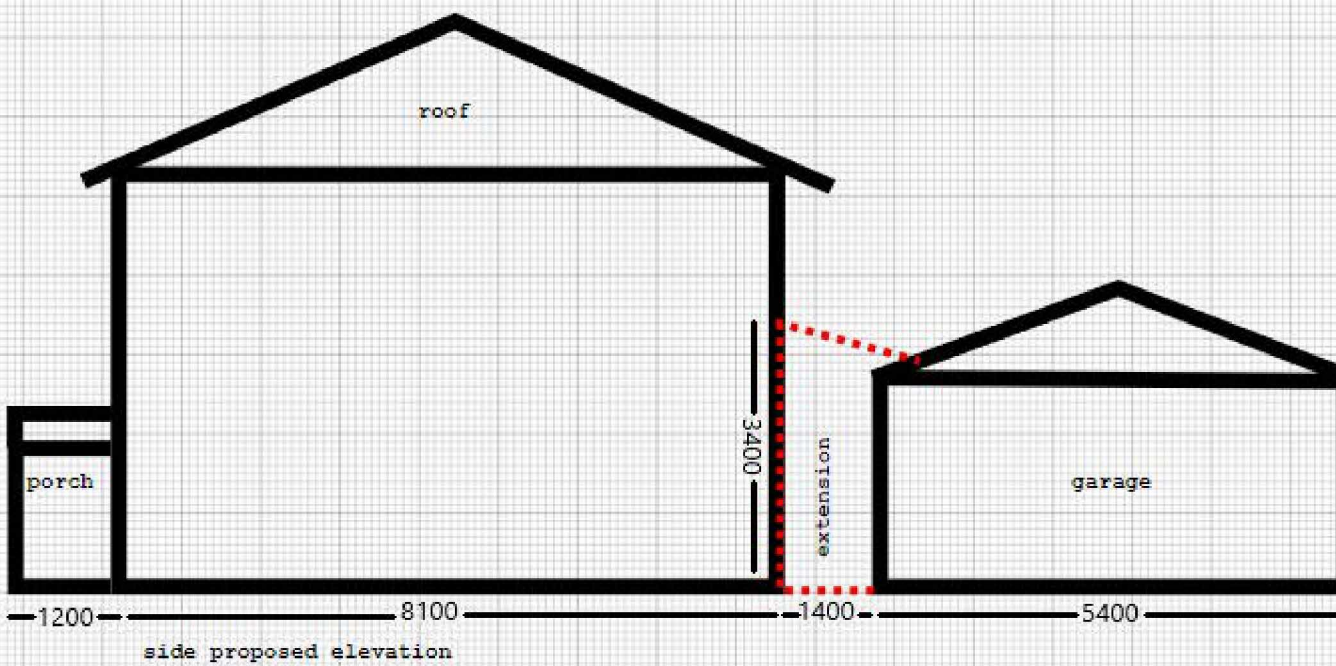 roof
3400
extension
porch
garage
1200
8100
1400
5400
side proposed elevation